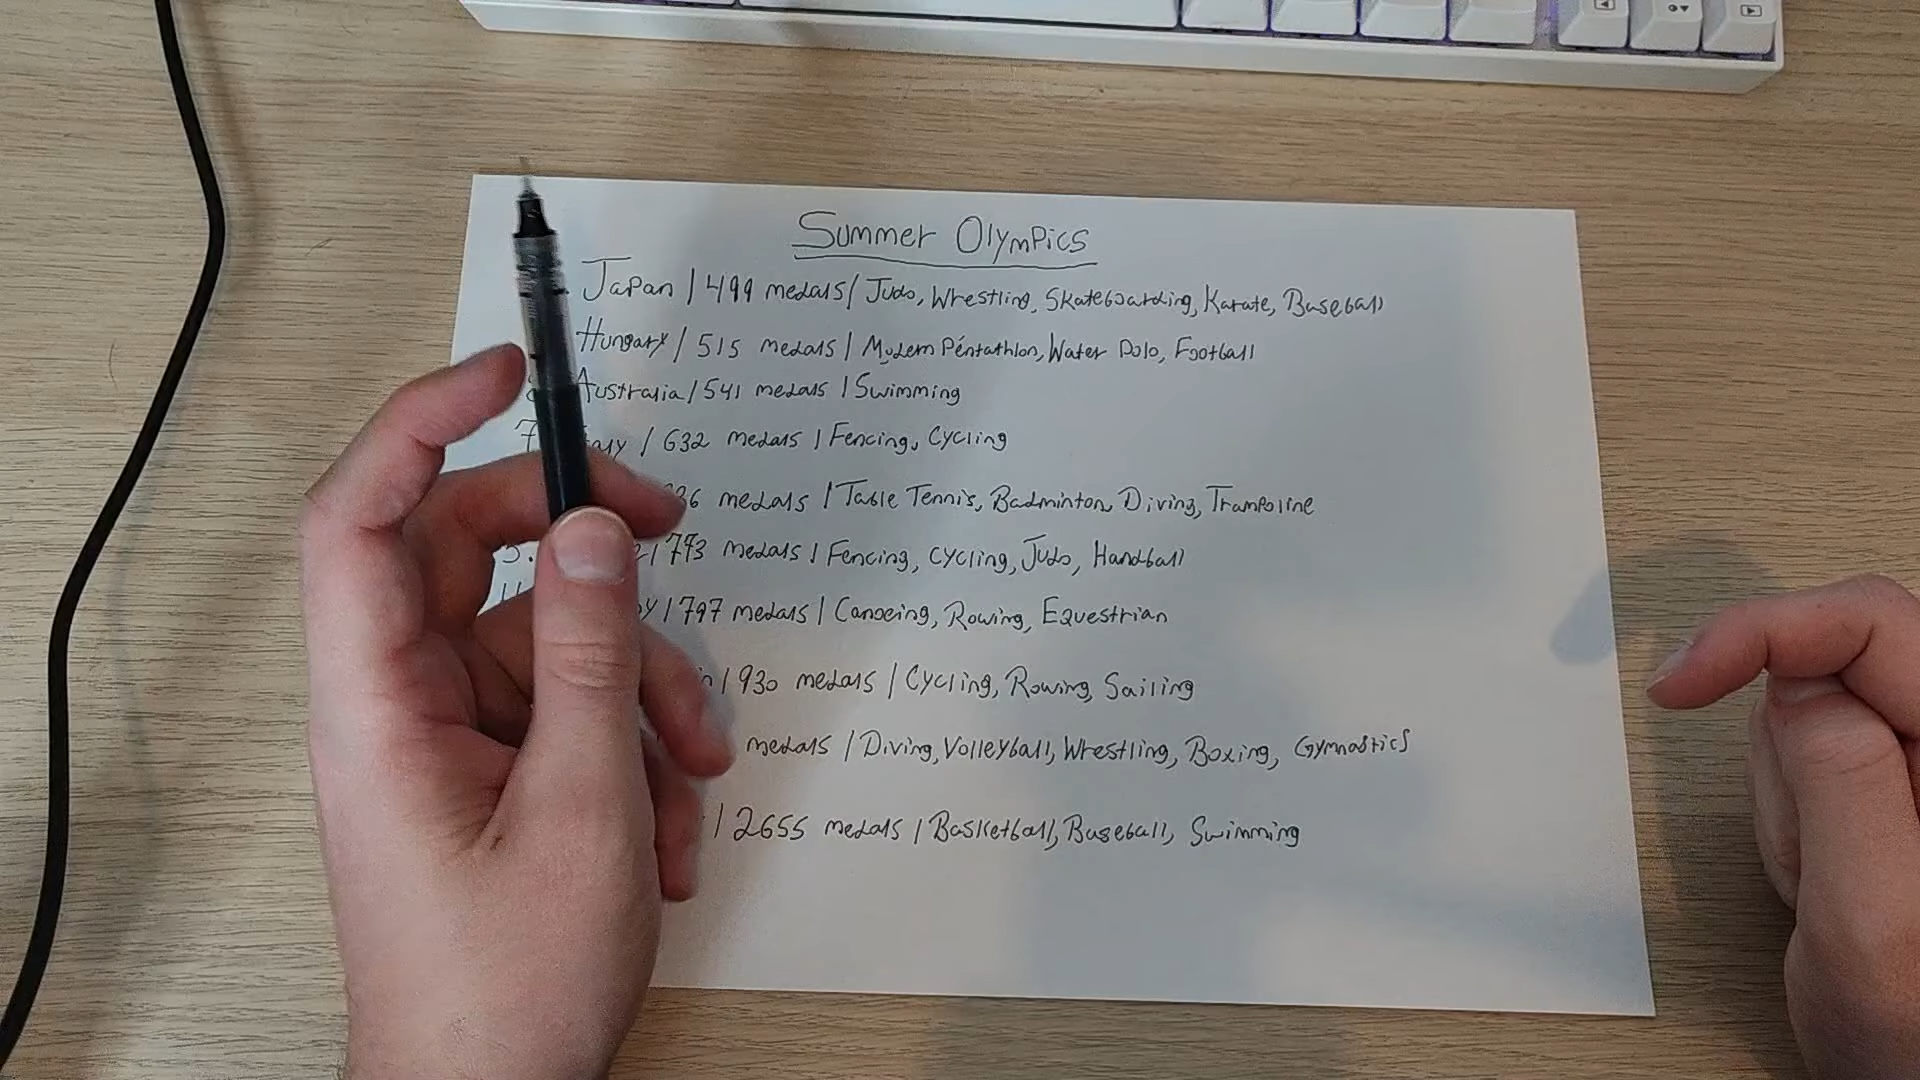 Summer Olympics
Japan / 499 medals / Judo, Wrestling, Skateboarding, Karate, Baseball
Hungary / 515 medals / Modern Pentathlon, Water Polo, Football
Australia / 541 medals / Swimming
7 / 632 medals / Fencing, Cycling
36 medals / Table Tennis, Badminton, Diving, Trampoline
5. / 773 medals / Fencing, Cycling, Judo, Handball
y / 797 medals / Canoeing, Rowing, Equestrian
n / 930 medals / Cycling, Rowing, Sailing
medals / Diving, Volleyball, Wrestling, Boxing, Gymnastics
/ 2655 medals / Basketball, Baseball, Swimming